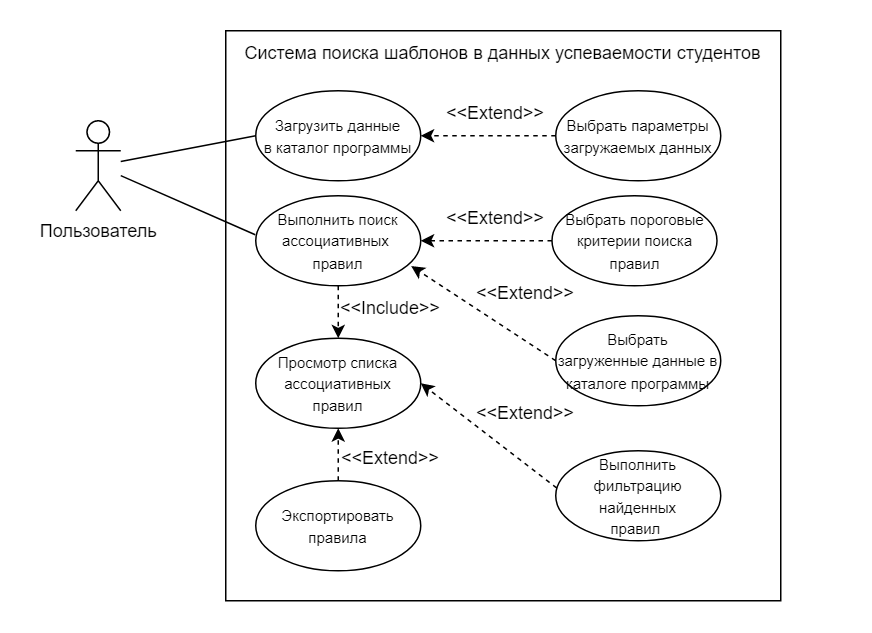 Система поиска шаблонов в данных успеваемости студентов
Загрузить данные
в каталог программы
<<Extend>>
Выбрать параметры
загружаемых данных
Пользователь
Выполнить поиск
ассоциативных
правил
<<Extend>>
Выбрать пороговые
критерии поиска
правил
<<Extend>>
<<Include>>
Выбрать
загруженные данные в
каталоге программы
Просмотр списка
ассоциативных
правил
<<Extend>>
<<Extend>>
Выполнить
фильтрацию
найденных
правил
Экспортировать
правила